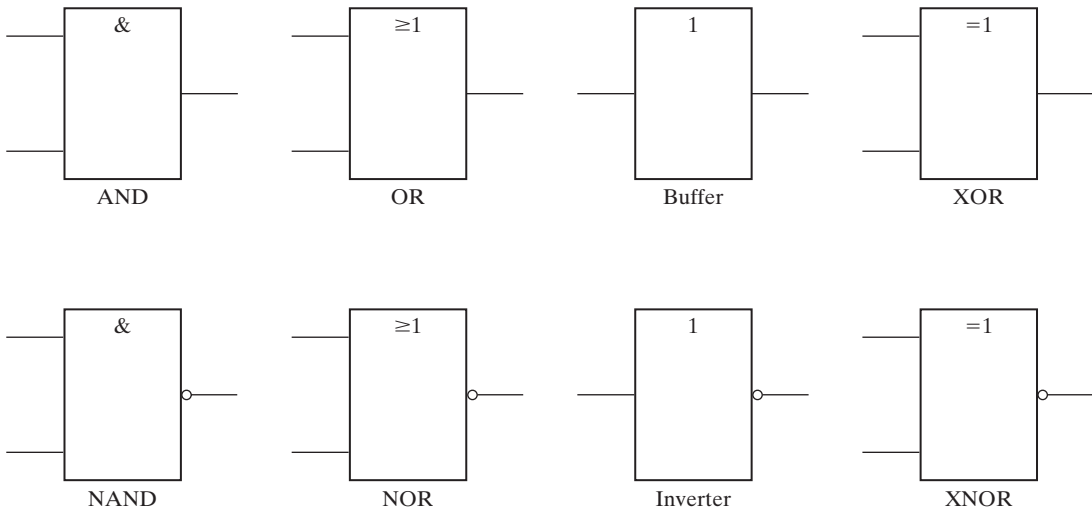 & ≥1 1 =1
AND OR Buffer XOR
& ≥1 1 =1
NAND NOR Inverter XNOR